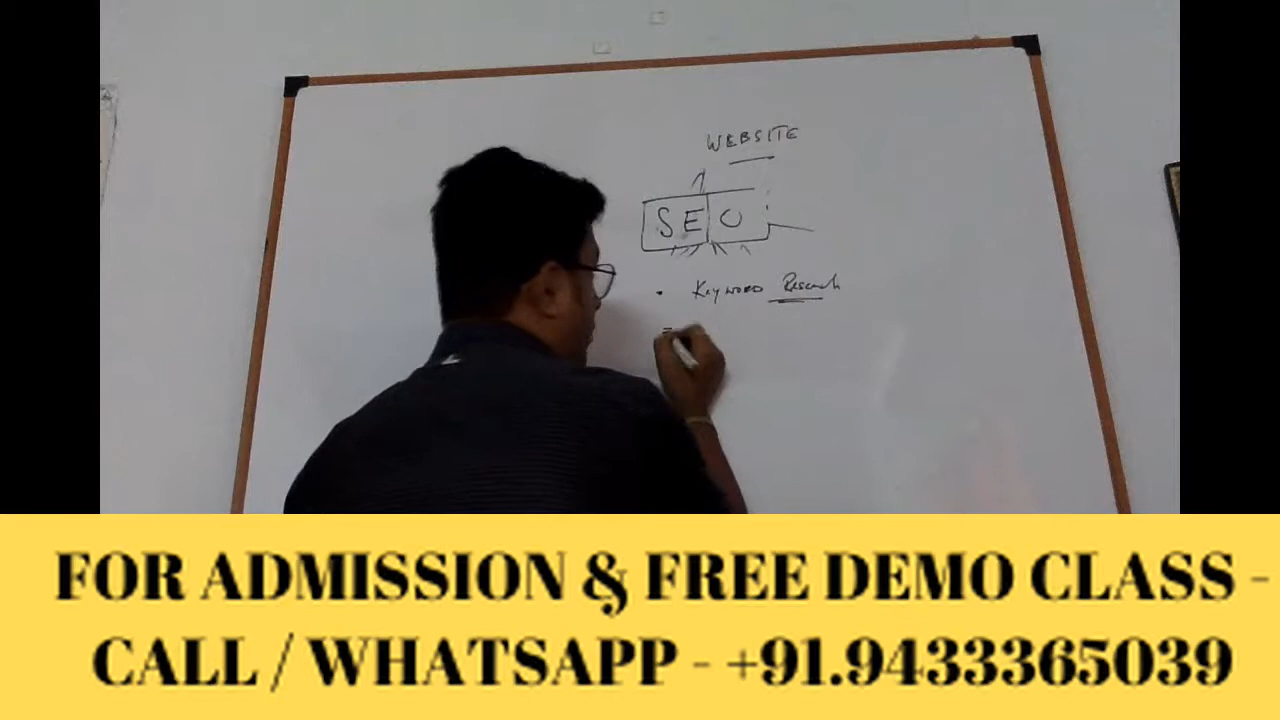 WEBSITE
SEO
• KEYWORD Research
FOR ADMISSION & FREE DEMO CLASS -
CALL / WHATSAPP - +91.9433365039